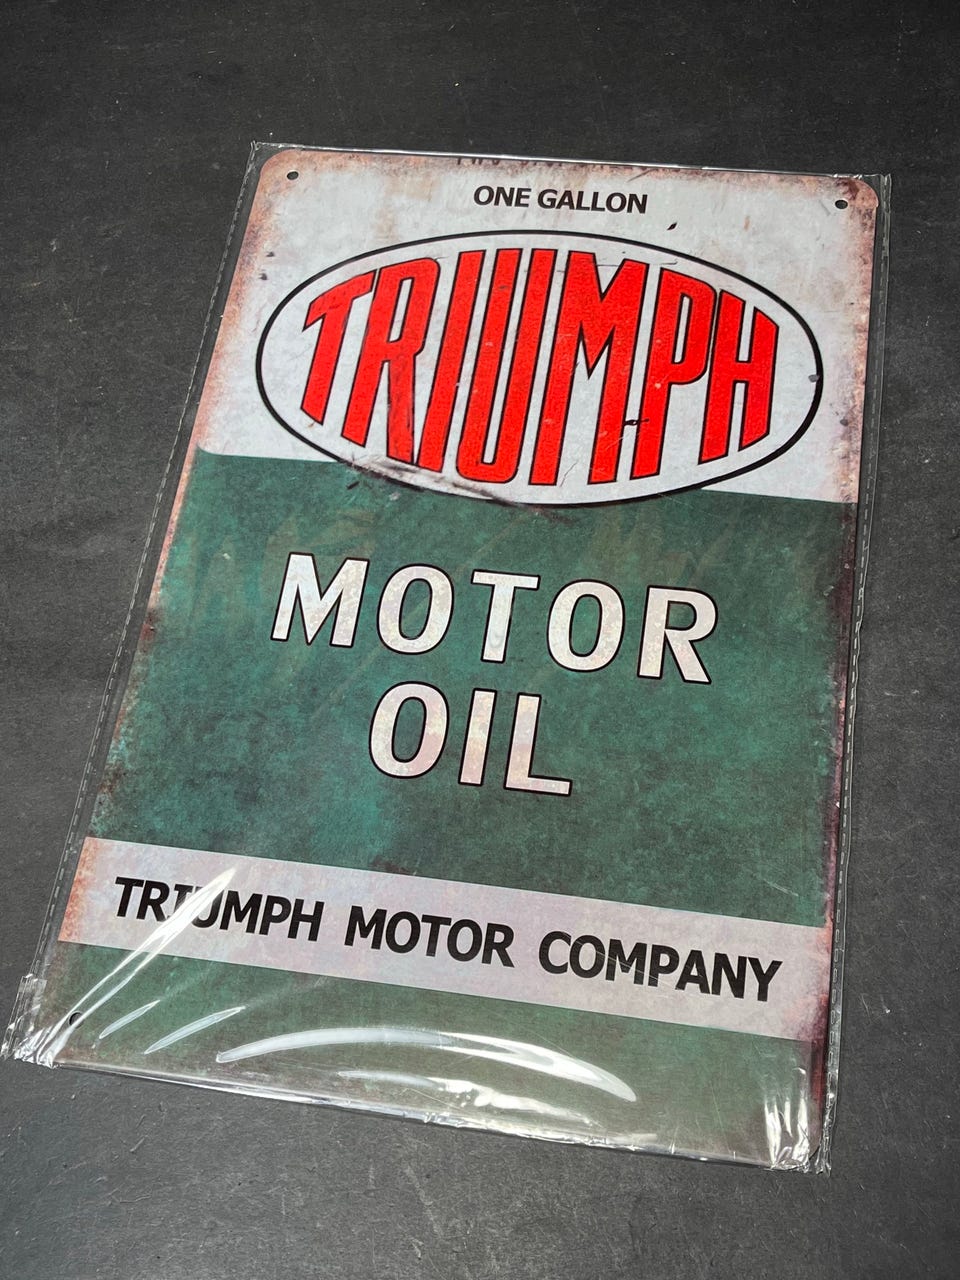 ONE GALLON
TRIUMPH
MOTOR
OIL
TRIUMPH MOTOR COMPANY